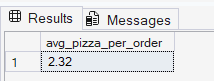 Results Messages
avg_pizza_per_order
1 2.32